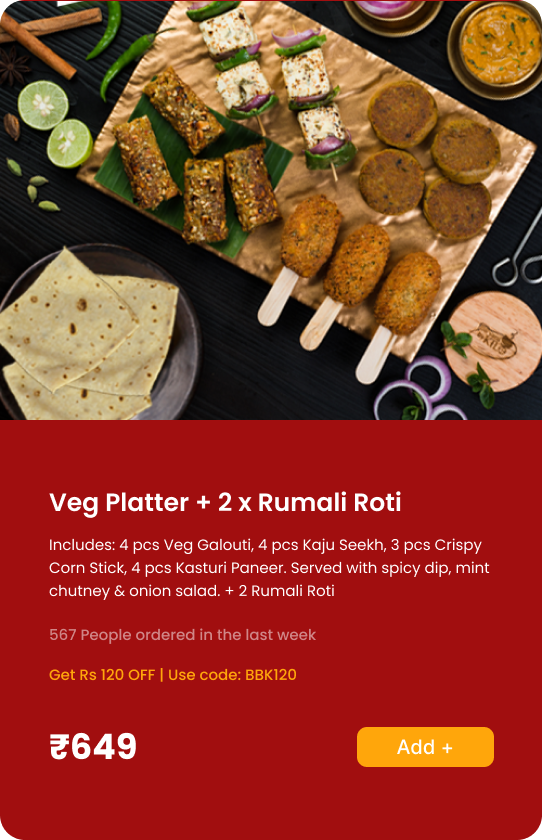 Veg Platter + 2 x Rumali Roti
Includes: 4 pcs Veg Galouti, 4 pcs Kaju Seekh, 3 pcs Crispy
Corn Stick, 4 pcs Kasturi Paneer. Served with spicy dip, mint
chutney & onion salad. + 2 Rumali Roti
567 People ordered in the last week
Get Rs 120 OFF | Use code: BBK120
₹649
Add +